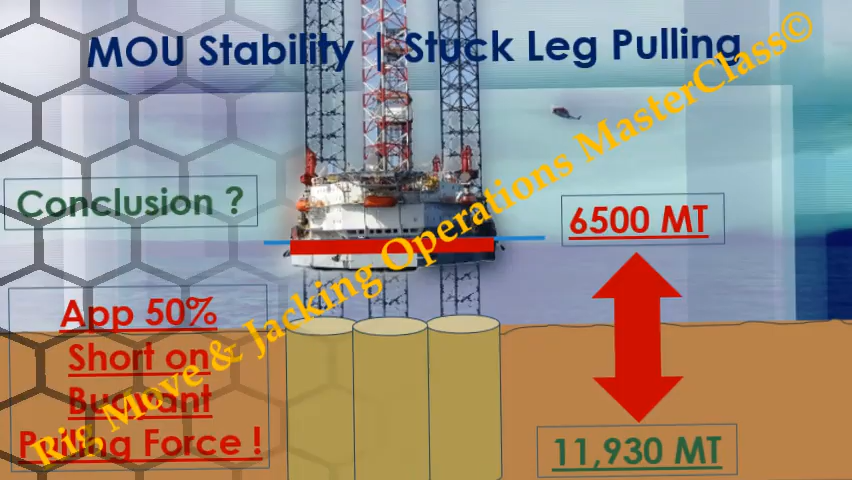 MOU Stability | Stuck Leg Pulling
Conclusion ?
6500 MT
App 50%
Short on
Buoyant
Pulling Force !
11,930 MT
Rig Move & Jacking Operations MasterClass©